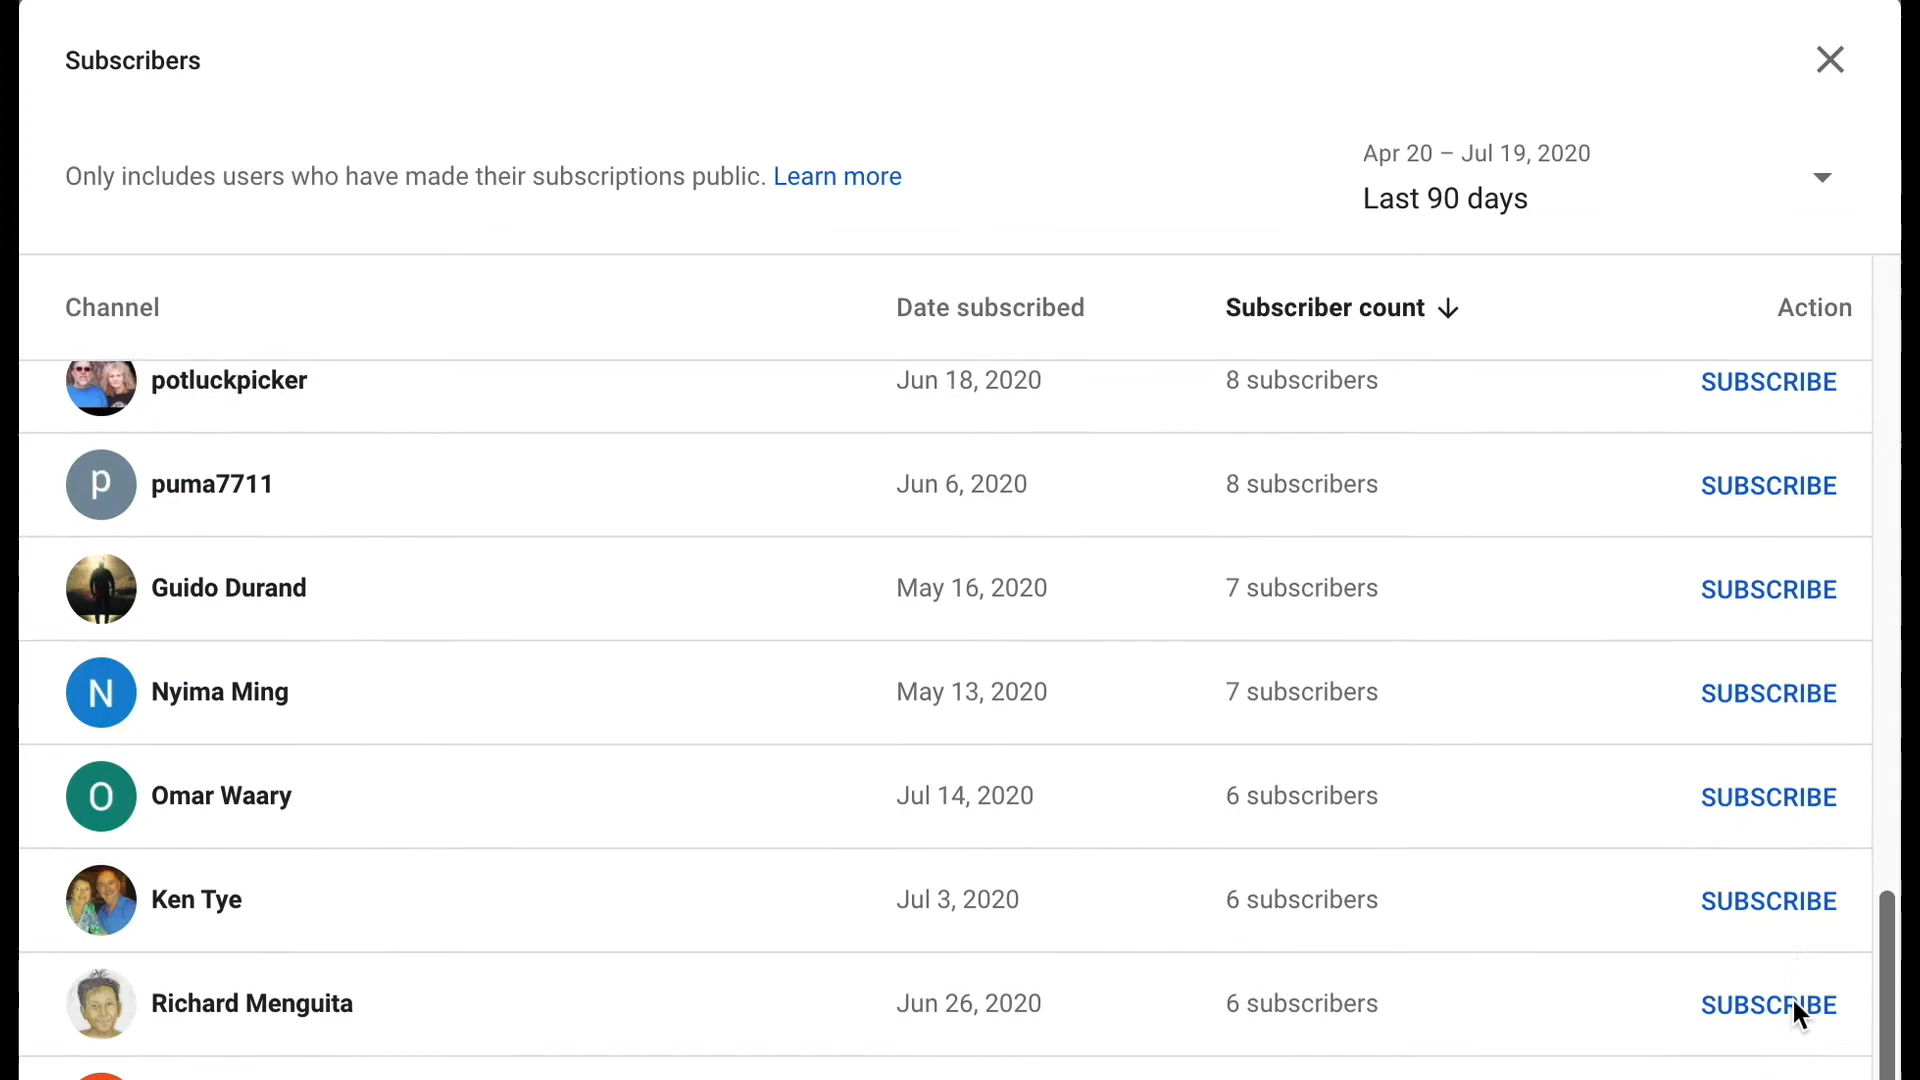 Subscribers
Only includes users who have made their subscriptions public. Learn more
Apr 20 – Jul 19, 2020
Last 90 days
Channel Date subscribed Subscriber count Action
potluckpicker Jun 18, 2020 8 subscribers SUBSCRIBE
p puma7711 Jun 6, 2020 8 subscribers SUBSCRIBE
Guido Durand May 16, 2020 7 subscribers SUBSCRIBE
N Nyima Ming May 13, 2020 7 subscribers SUBSCRIBE
O Omar Waary Jul 14, 2020 6 subscribers SUBSCRIBE
Ken Tye Jul 3, 2020 6 subscribers SUBSCRIBE
Richard Menguita Jun 26, 2020 6 subscribers SUBSCRIBE